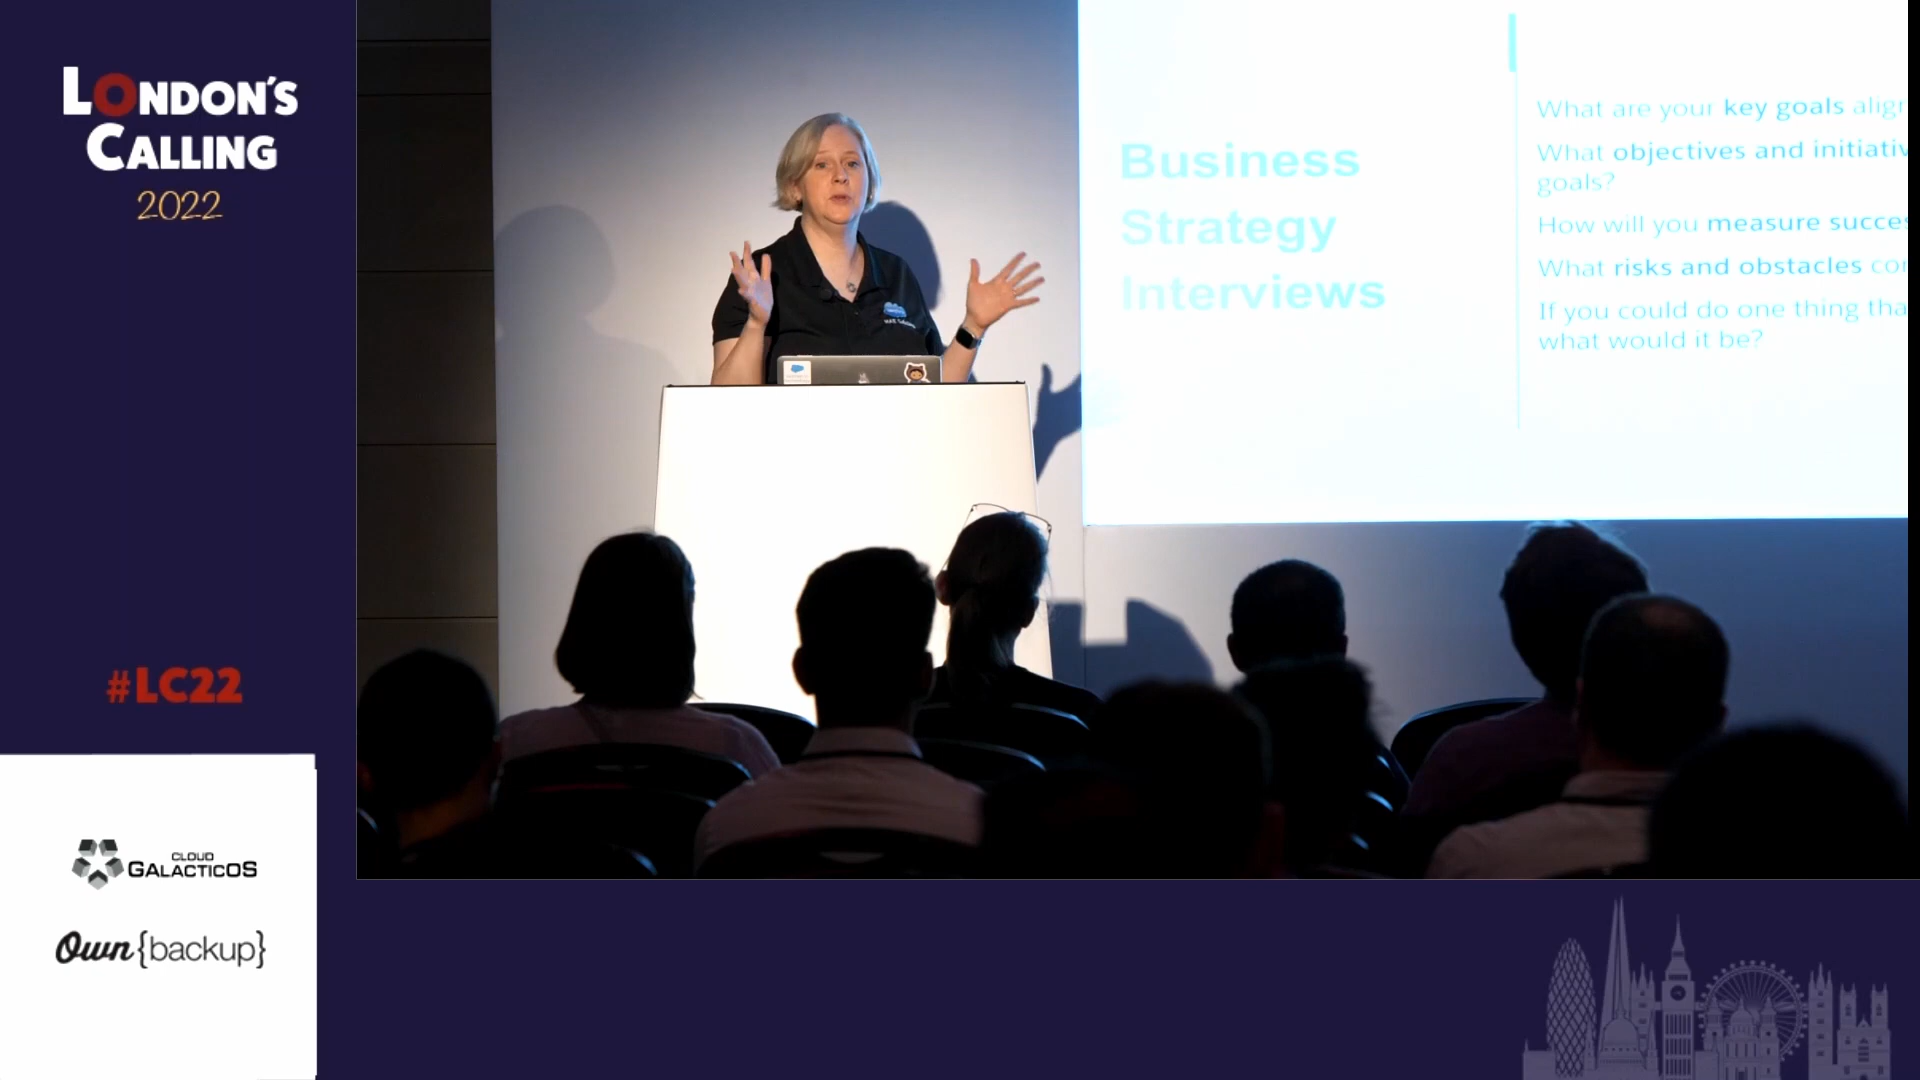 LONDON'S
CALLING
2022
Business
Strategy
Interviews
What are your key goals
What objectives and
goals?
How will you measure
What risks and obstacles
If you could do one thing
what would it be?
#LC22
CLOUD
GALACTICOS
Own{backup}